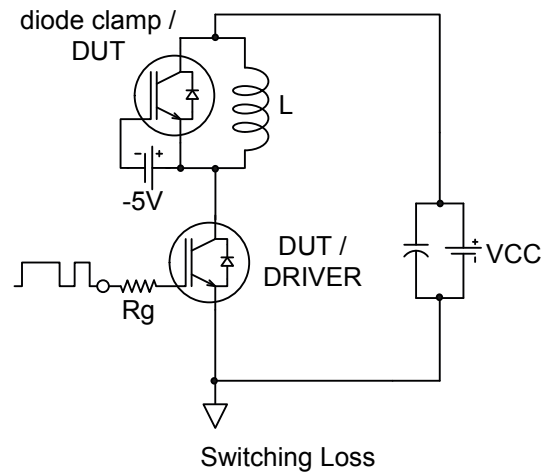 diode clamp /
DUT
L
- +
-5V
DUT /
DRIVER
Rg
+
VCC
Switching Loss